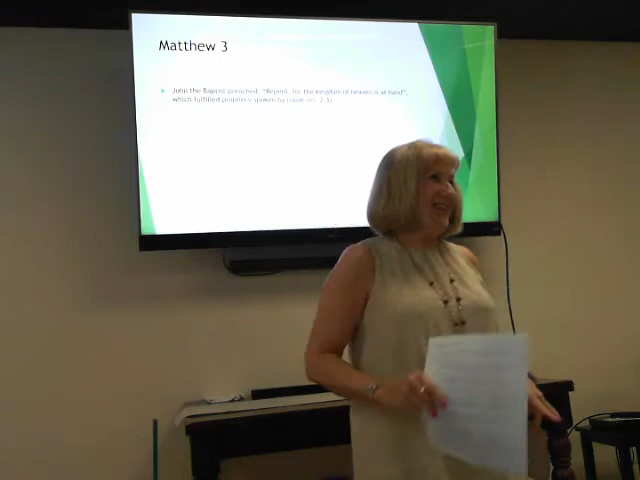 Matthew 3
John the Baptist preached, "Repent, for the kingdom of heaven is at hand",
which fulfilled prophecy spoken by Isaiah